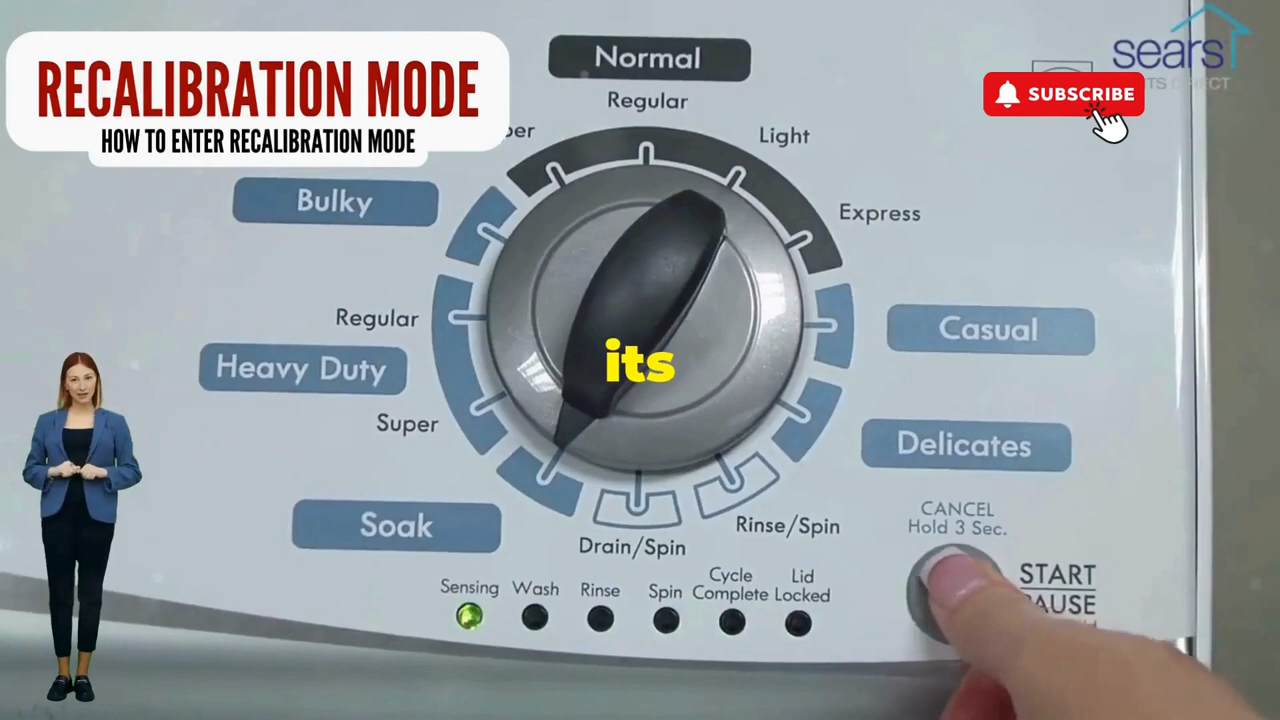 RECALIBRATION MODE
HOW TO ENTER RECALIBRATION MODE
sears
DIRECT
SUBSCRIBE
Normal
Regular
Light
Express
Bulky
Regular
Heavy Duty
Super
Casual
Delicates
its
Soak
Drain/Spin
Rinse/Spin
CANCEL
Hold 3 Sec.
START
Sensing
Wash
Rinse
Spin
Cycle
Complete
Lid
Locked